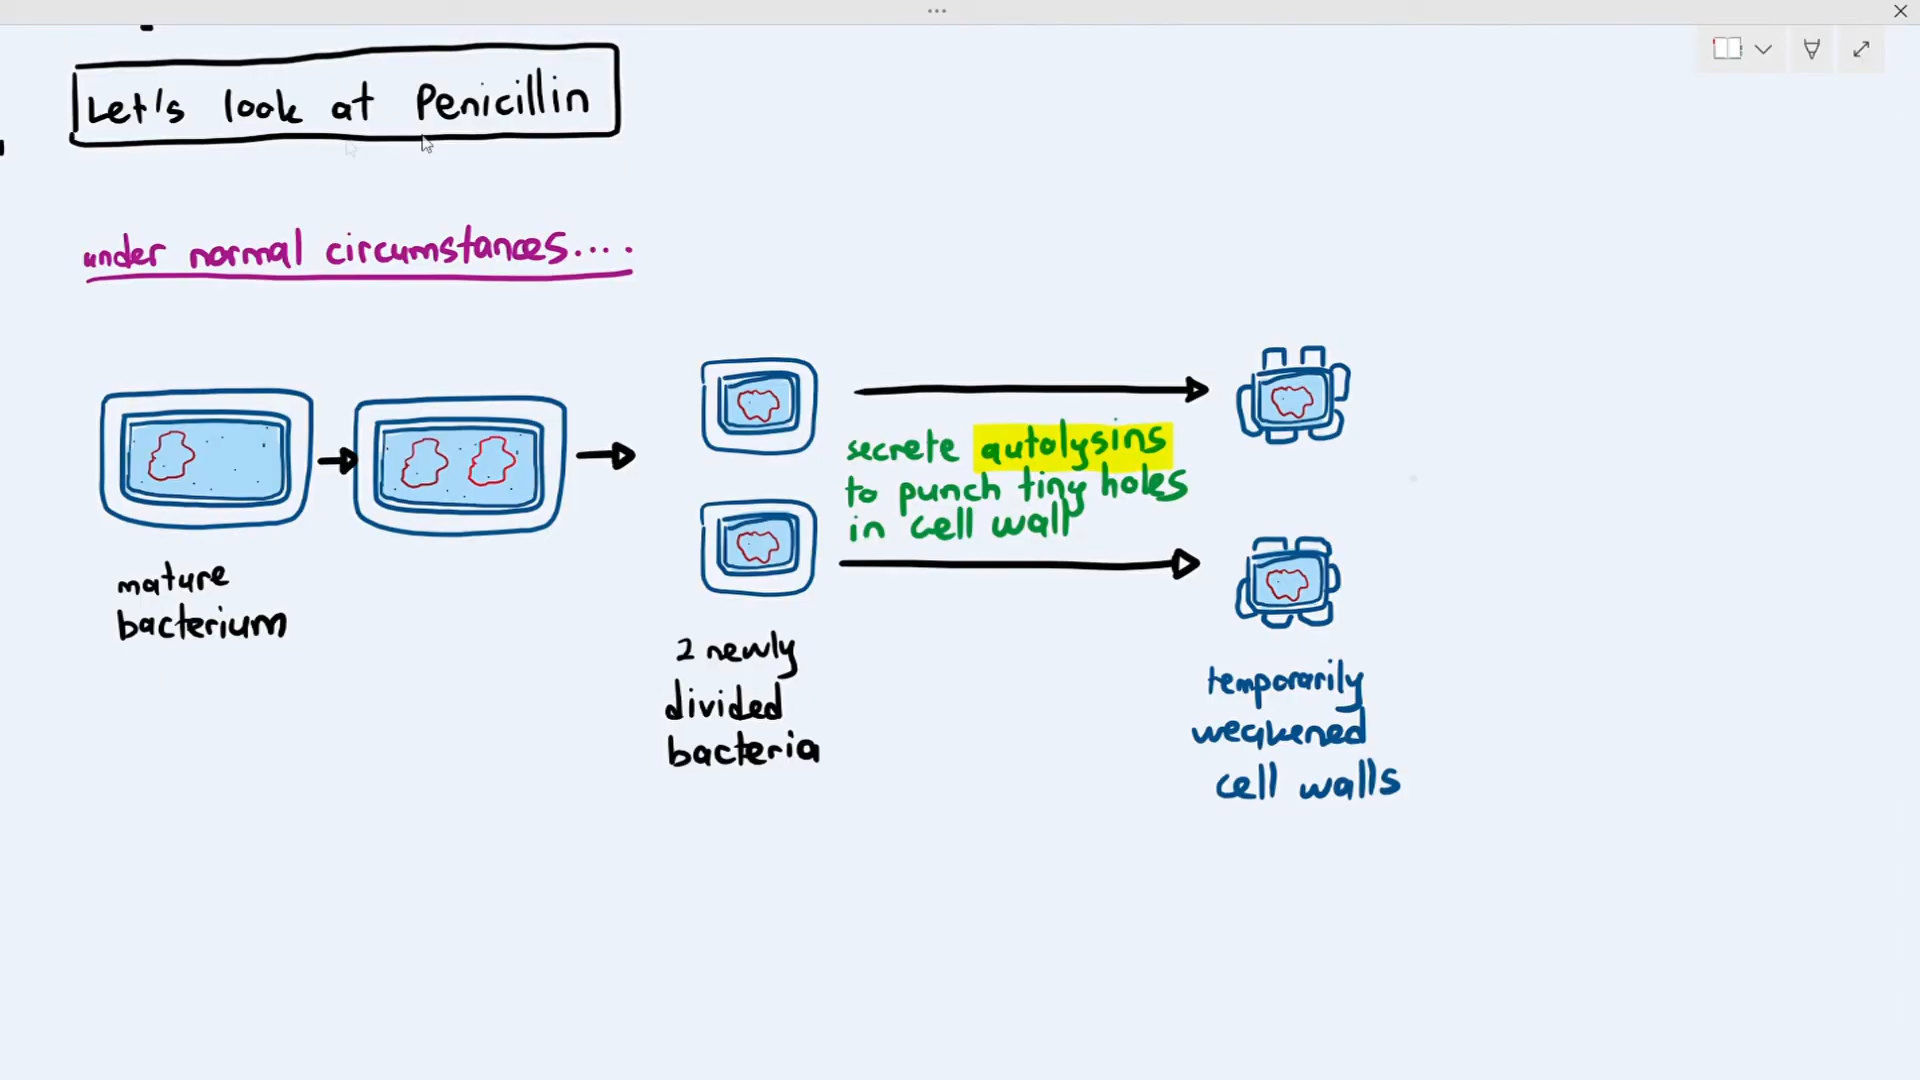 Let's look at Penicillin
under normal circumstances.....
secrete autolysins
to punch tiny holes
in cell wall
mature
bacterium
2 newly
divided
bacteria
temporarily
weakened
cell walls